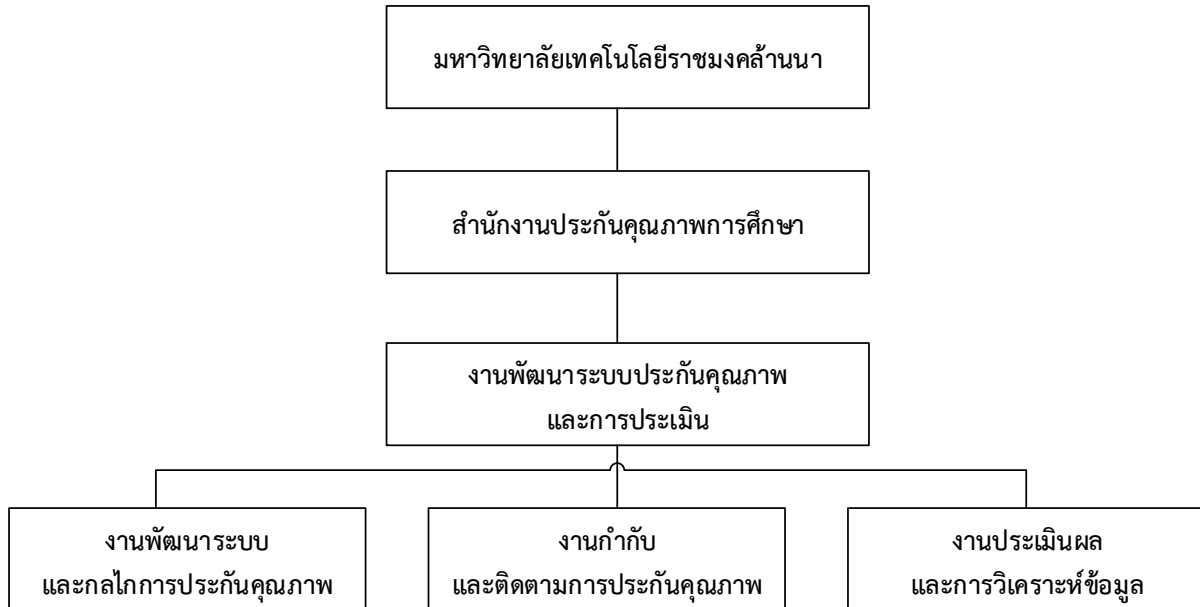 มหาวิทยาลัยเทคโนโลยีราชมงคล้านนา
สำนักงานประกันคุณภาพการศึกษา
งานพัฒนาระบบประกันคุณภาพ
และการประเมิน
งานพัฒนาระบบ
และกลไกการประกันคุณภาพ
งานกำกับ
และติดตามการประกันคุณภาพ
งานประเมินผล
และการวิเคราะห์ข้อมูล